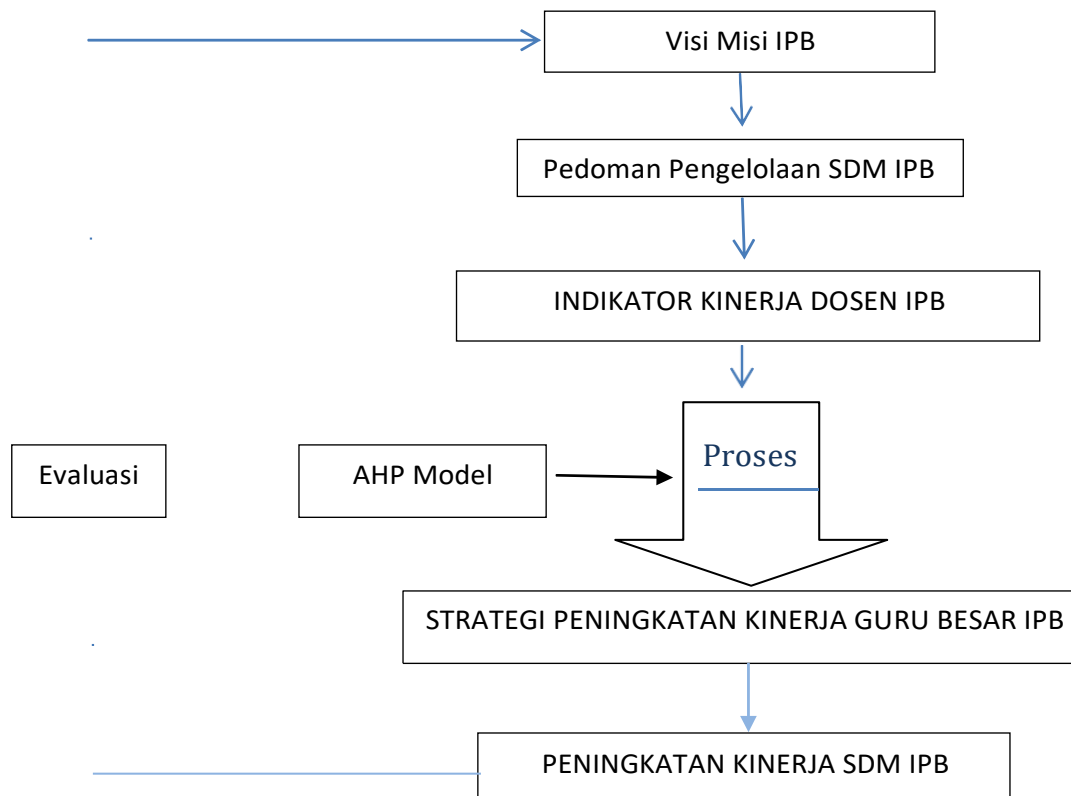 Visi Misi IPB
Pedoman Pengelolaan SDM IPB
INDIKATOR KINERJA DOSEN IPB
Evaluasi
AHP Model
Proses
STRATEGI PENINGKATAN KINERJA GURU BESAR IPB
PENINGKATAN KINERJA SDM IPB